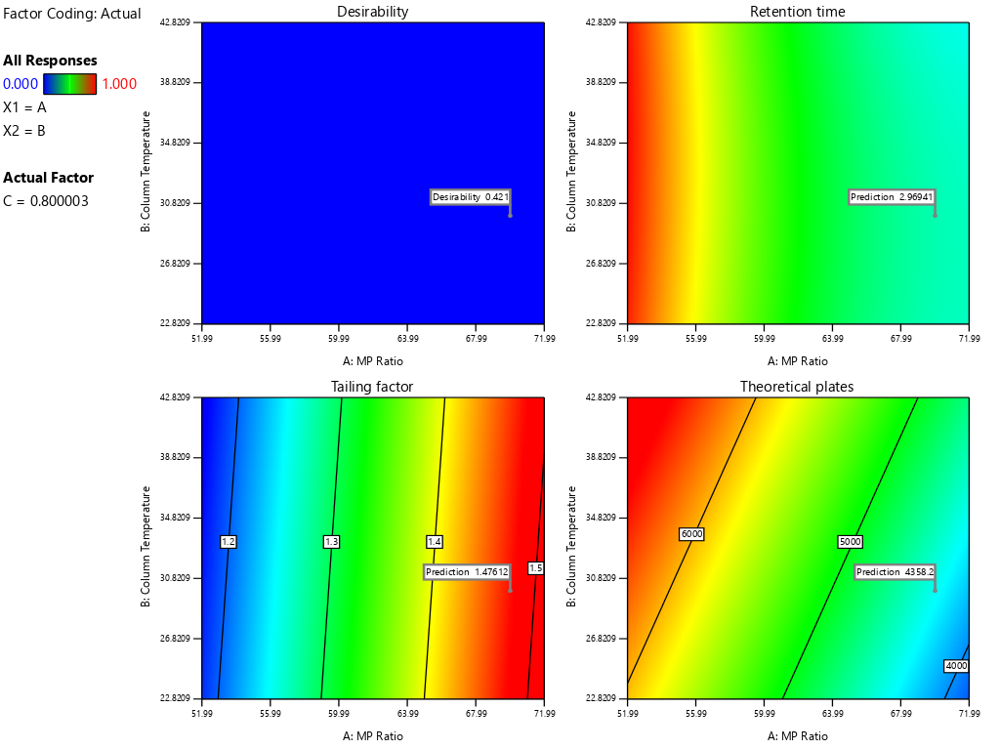 Factor Coding: Actual
All Responses
0.000 1.000
X1 = A
X2 = B
Actual Factor
C = 0.800003
Desirability
B: Column Temperature
42.8209
38.8209
34.8209
30.8209
26.8209
22.8209
Desirability 0.421
51.99 55.99 59.99 63.99 67.99 71.99
A: MP Ratio
Retention time
B: Column Temperature
42.8209
38.8209
34.8209
30.8209
26.8209
22.8209
Prediction 2.96941
51.99 55.99 59.99 63.99 67.99 71.99
A: MP Ratio
Tailing factor
B: Column Temperature
42.8209
38.8209
34.8209
30.8209
26.8209
22.8209
1.2 1.3 1.4
Prediction 1.47612
1.5
51.99 55.99 59.99 63.99 67.99 71.99
A: MP Ratio
Theoretical plates
B: Column Temperature
42.8209
38.8209
34.8209
30.8209
26.8209
22.8209
6000
5000
Prediction 4358.2
4000
51.99 55.99 59.99 63.99 67.99 71.99
A: MP Ratio